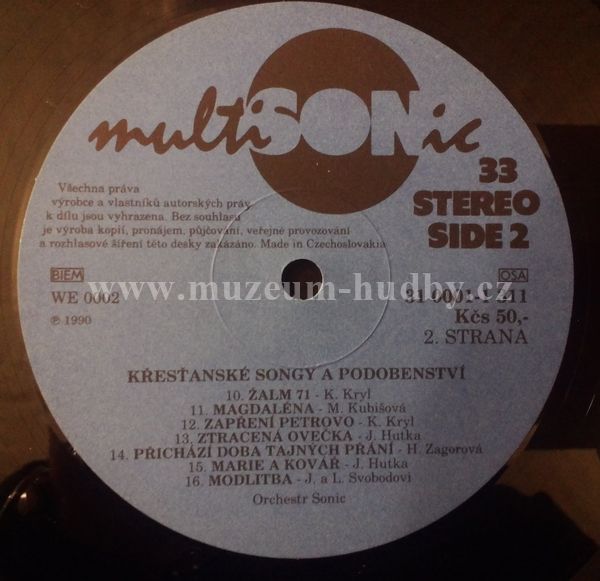 multiSONic
33
STEREO
SIDE 2
Všechna práva
výrobce a vlastníků autorských práv
k dílu jsou vyhrazena. Bez souhlasu
je výroba kopií, pronájem, půjčování, veřejné provozování
a rozhlasové šíření této desky zakázáno. Made in Czechoslovakia
www.muzeum-hudby.cz
BIEM
OSA
WE 0002
Kčs 50,-
℗ 1990
2. STRANA
KŘESŤANSKÉ SONGY A PODOBENSTVÍ
10. ŽALM 71 - K. Kryl
11. MAGDALÉNA - M. Kubišová
12. ZAPŘENÍ PETROVO - K. Kryl
13. ZTRACENÁ OVEČKA - J. Hutka
14. PŘICHÁZÍ DOBA TAJNÝCH PŘÁNÍ - H. Zagorová
15. MARIE A KOVÁŘ - J. Hutka
16. MODLITBA - J. a L. Svobodovi
Orchestr Sonic